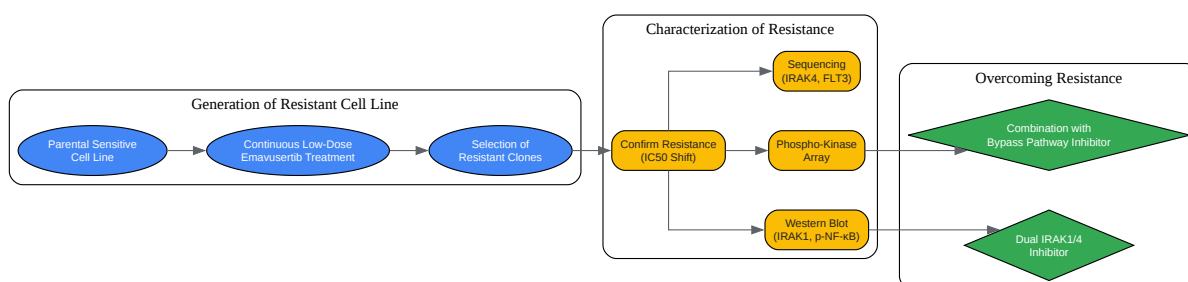 Generation of Resistant Cell Line
Parental Sensitive
Cell Line
Continuous Low-Dose
Emavusertib Treatment
Selection of
Resistant Clones
Characterization of Resistance
Confirm Resistance
(IC50 Shift)
Sequencing
(IRAK4, FLT3)
Phospho-Kinase
Array
Western Blot
(IRAK1, p-NF-κB)
Overcoming Resistance
Combination with
Bypass Pathway Inhibitor
Dual IRAK1/4
Inhibitor